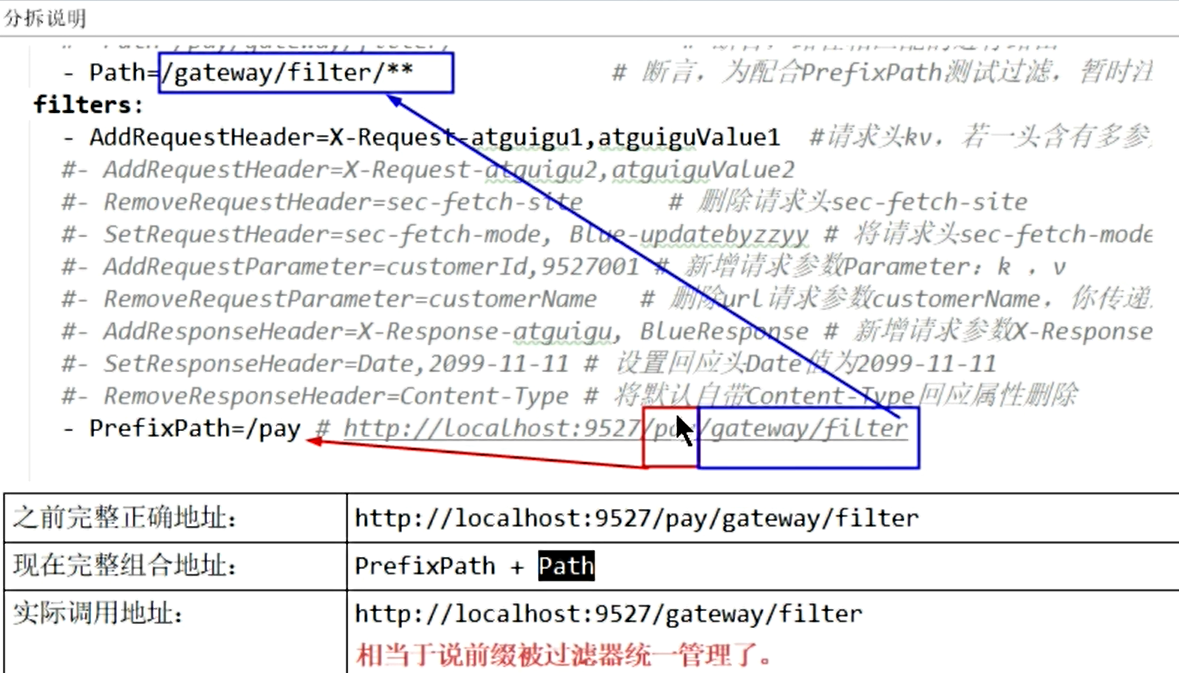 分拆说明
- Path=/gateway/filter/** # 断言，为配合PrefixPath测试过滤，暂时注
filters:
- AddRequestHeader=X-Request-atguigu1,atguiguValue1 #请求头kv，若一头含有多参
#- AddRequestHeader=X-Request-atguigu2,atguiguValue2
#- RemoveRequestHeader=sec-fetch-site # 删除请求头sec-fetch-site
#- SetRequestHeader=sec-fetch-mode, Blue-updatebyzzyy # 将请求头sec-fetch-mode
#- AddRequestParameter=customerId,9527001 # 新增请求参数Parameter：k ，v
#- RemoveRequestParameter=customerName # 删除url请求参数customerName，你传递
#- AddResponseHeader=X-Response-atguigu, BlueResponse # 新增请求参数X-Response
#- SetResponseHeader=Date,2099-11-11 # 设置回应头Date值为2099-11-11
#- RemoveResponseHeader=Content-Type # 将默认自带Content-Type回应属性删除
- PrefixPath=/pay # http://localhost:9527/pay/gateway/filter
之前完整正确地址： http://localhost:9527/pay/gateway/filter
现在完整组合地址： PrefixPath + Path
实际调用地址： http://localhost:9527/gateway/filter
相当于说前缀被过滤器统一管理了。